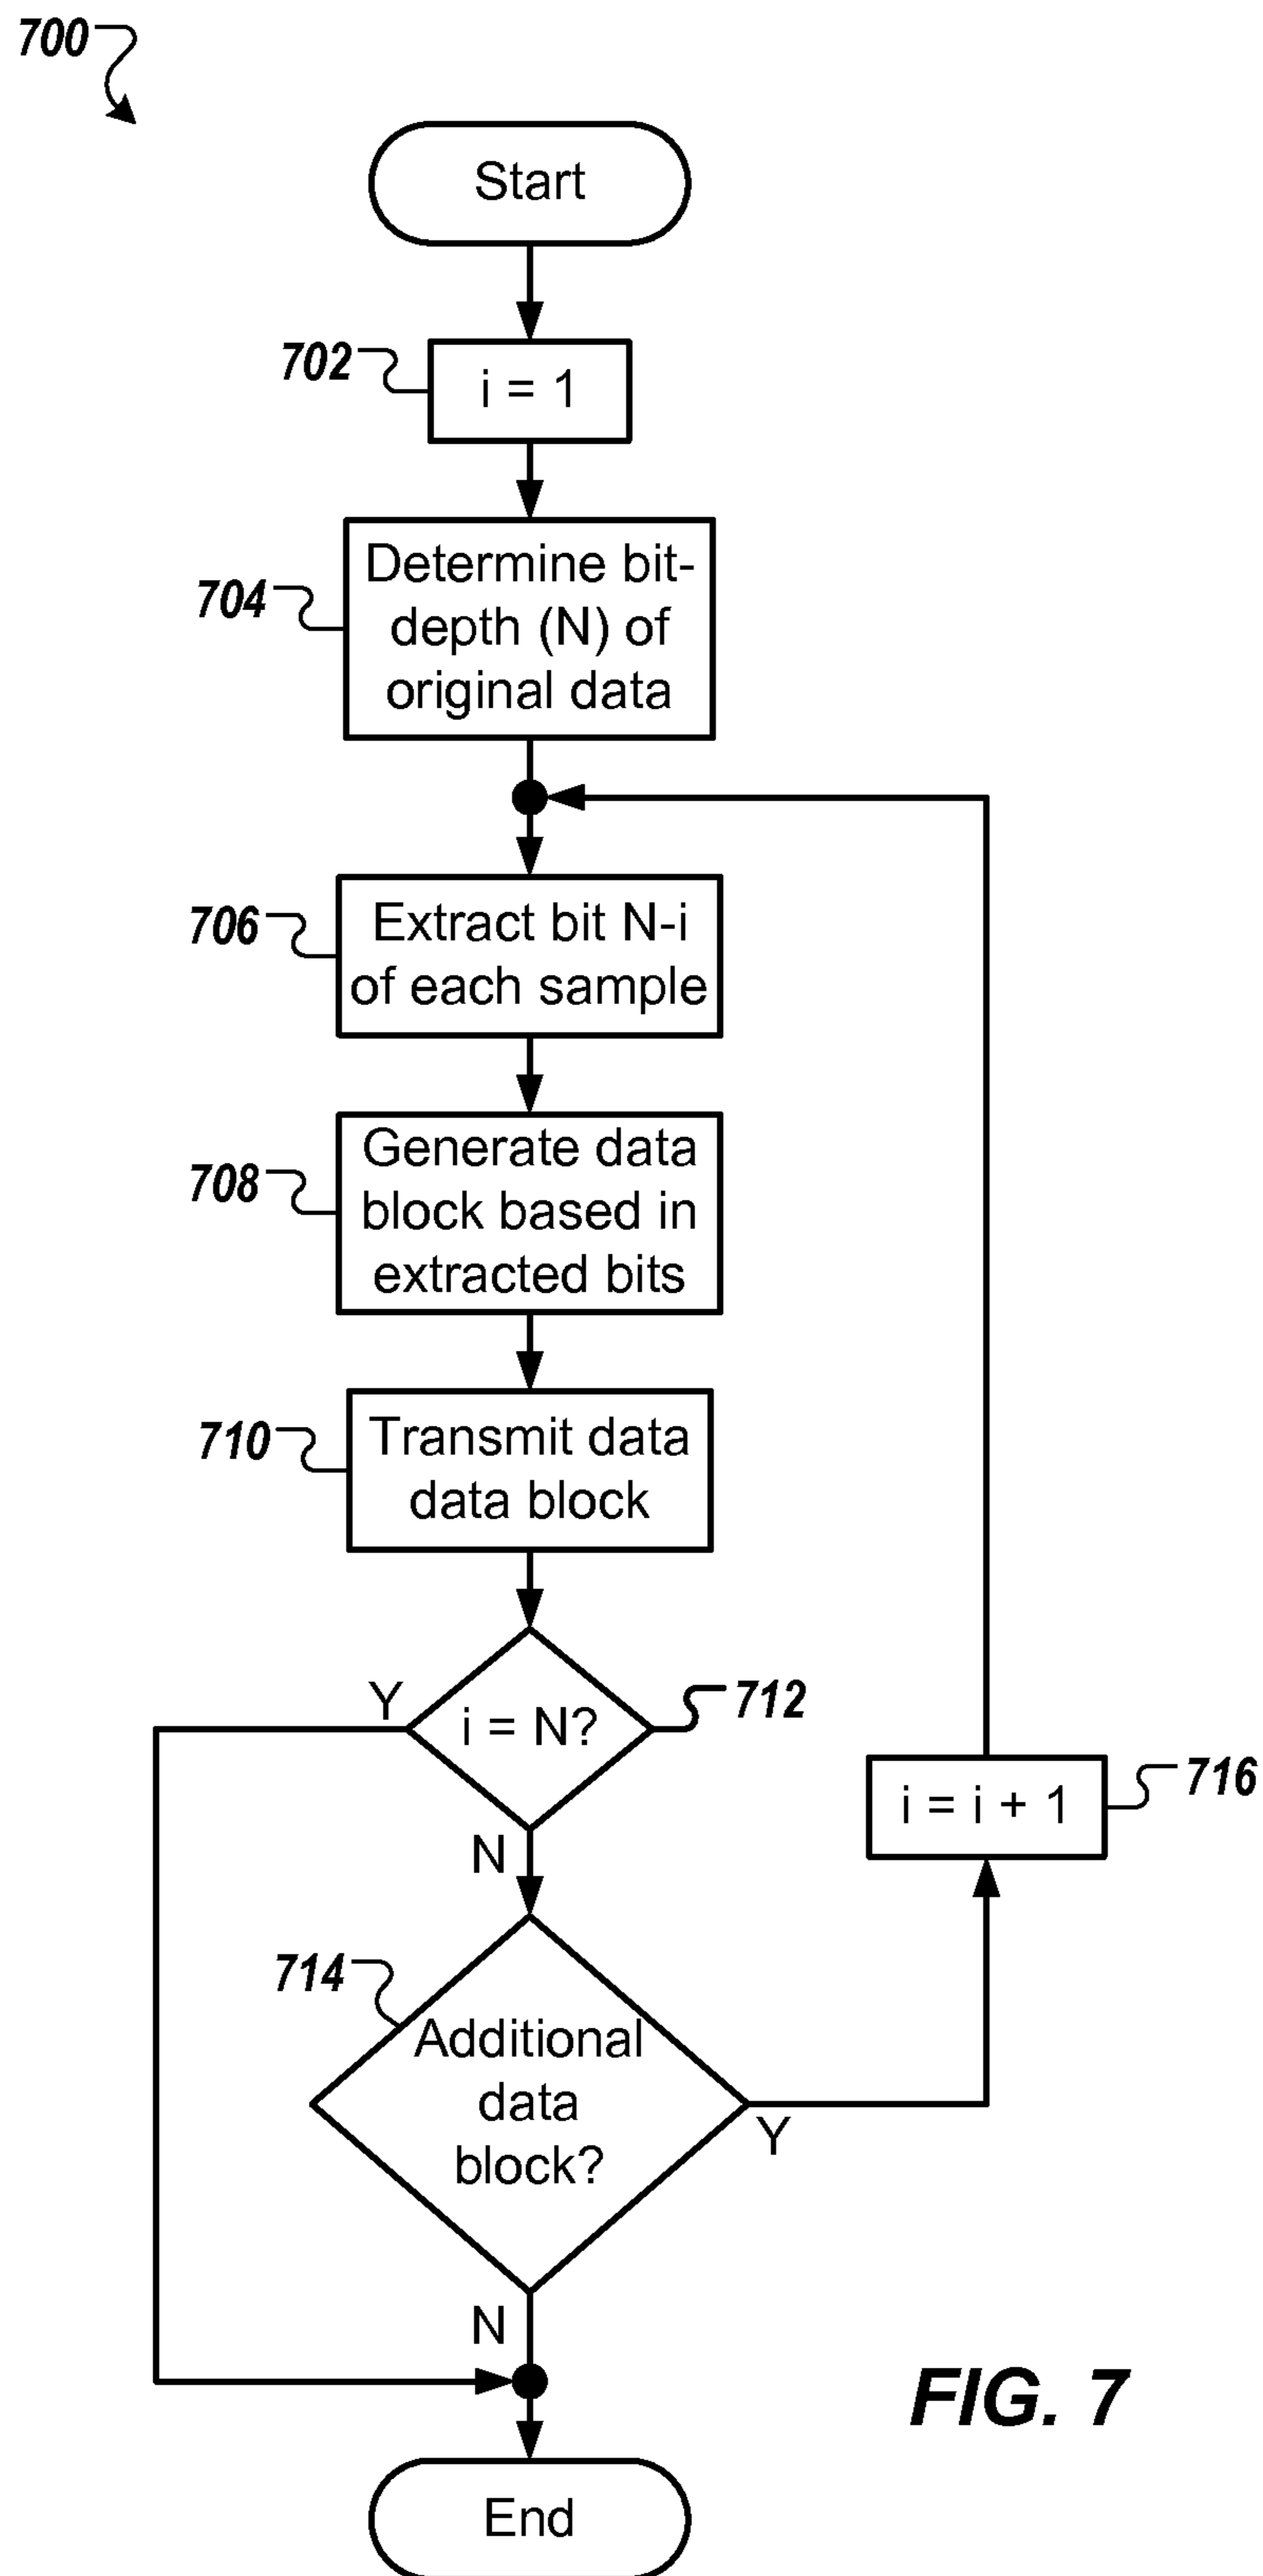 700
Start
702
i = 1
704
Determine bit-
depth (N) of
original data
706
Extract bit N-i
of each sample
708
Generate data
block based in
extracted bits
710
Transmit data
data block
Y
i = N?
712
N
716
i = i + 1
714
Additional
data
block?
Y
N
FIG. 7
End